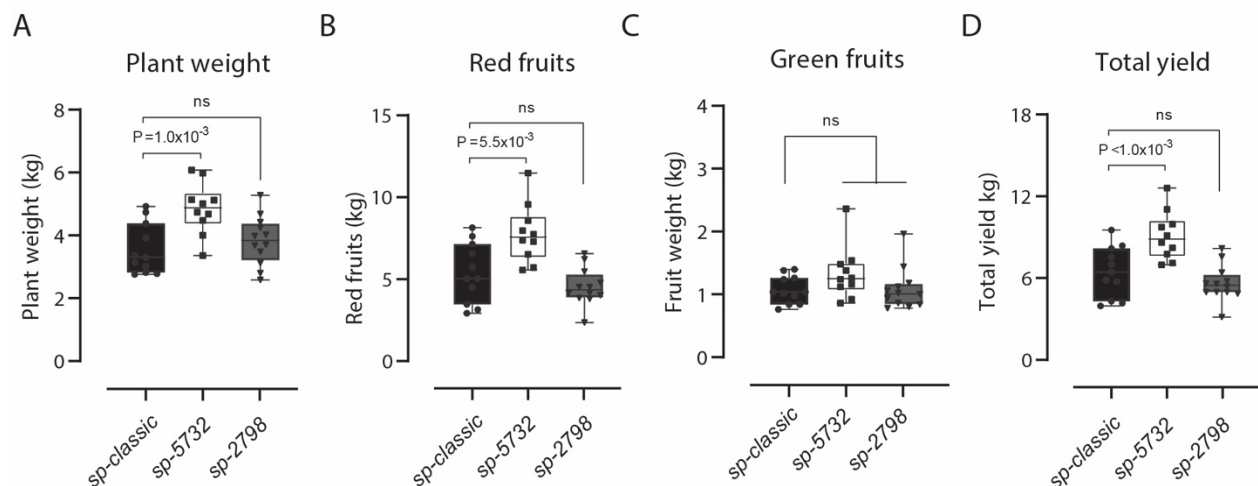 A
Plant weight
Plant weight (kg)
8
6
4
2
0
ns
P=1.0x10⁻³
sp-classic
sp-5732
sp-2798
B
Red fruits
Red fruits (kg)
15
10
5
0
ns
P=5.5x10⁻³
sp-classic
sp-5732
sp-2798
C
Green fruits
Fruit weight (kg)
4
3
2
1
0
ns
sp-classic
sp-5732
sp-2798
D
Total yield
Total yield kg)
18
12
6
0
ns
P<1.0x10⁻³
sp-classic
sp-5732
sp-2798